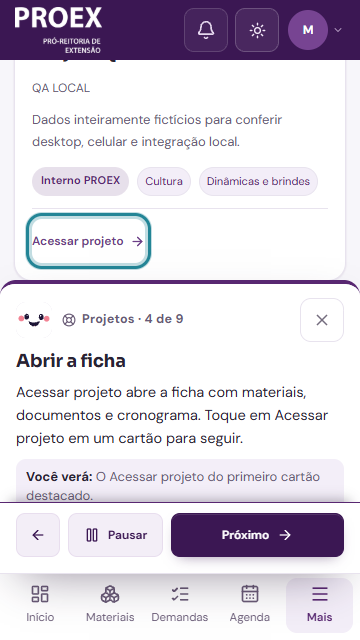 PROEX
PRÓ-REITORIA DE
EXTENSÃO
M
QA LOCAL
Dados inteiramente fictícios para conferir
desktop, celular e integração local.
Interno PROEX
Cultura
Dinâmicas e brindes
Acessar projeto
Projetos · 4 de 9
Abrir a ficha
Acessar projeto abre a ficha com materiais,
documentos e cronograma. Toque em Acessar
projeto em um cartão para seguir.
Você verá: O Acessar projeto do primeiro cartão
destacado.
Pausar
Próximo
Início
Materiais
Demandas
Agenda
Mais